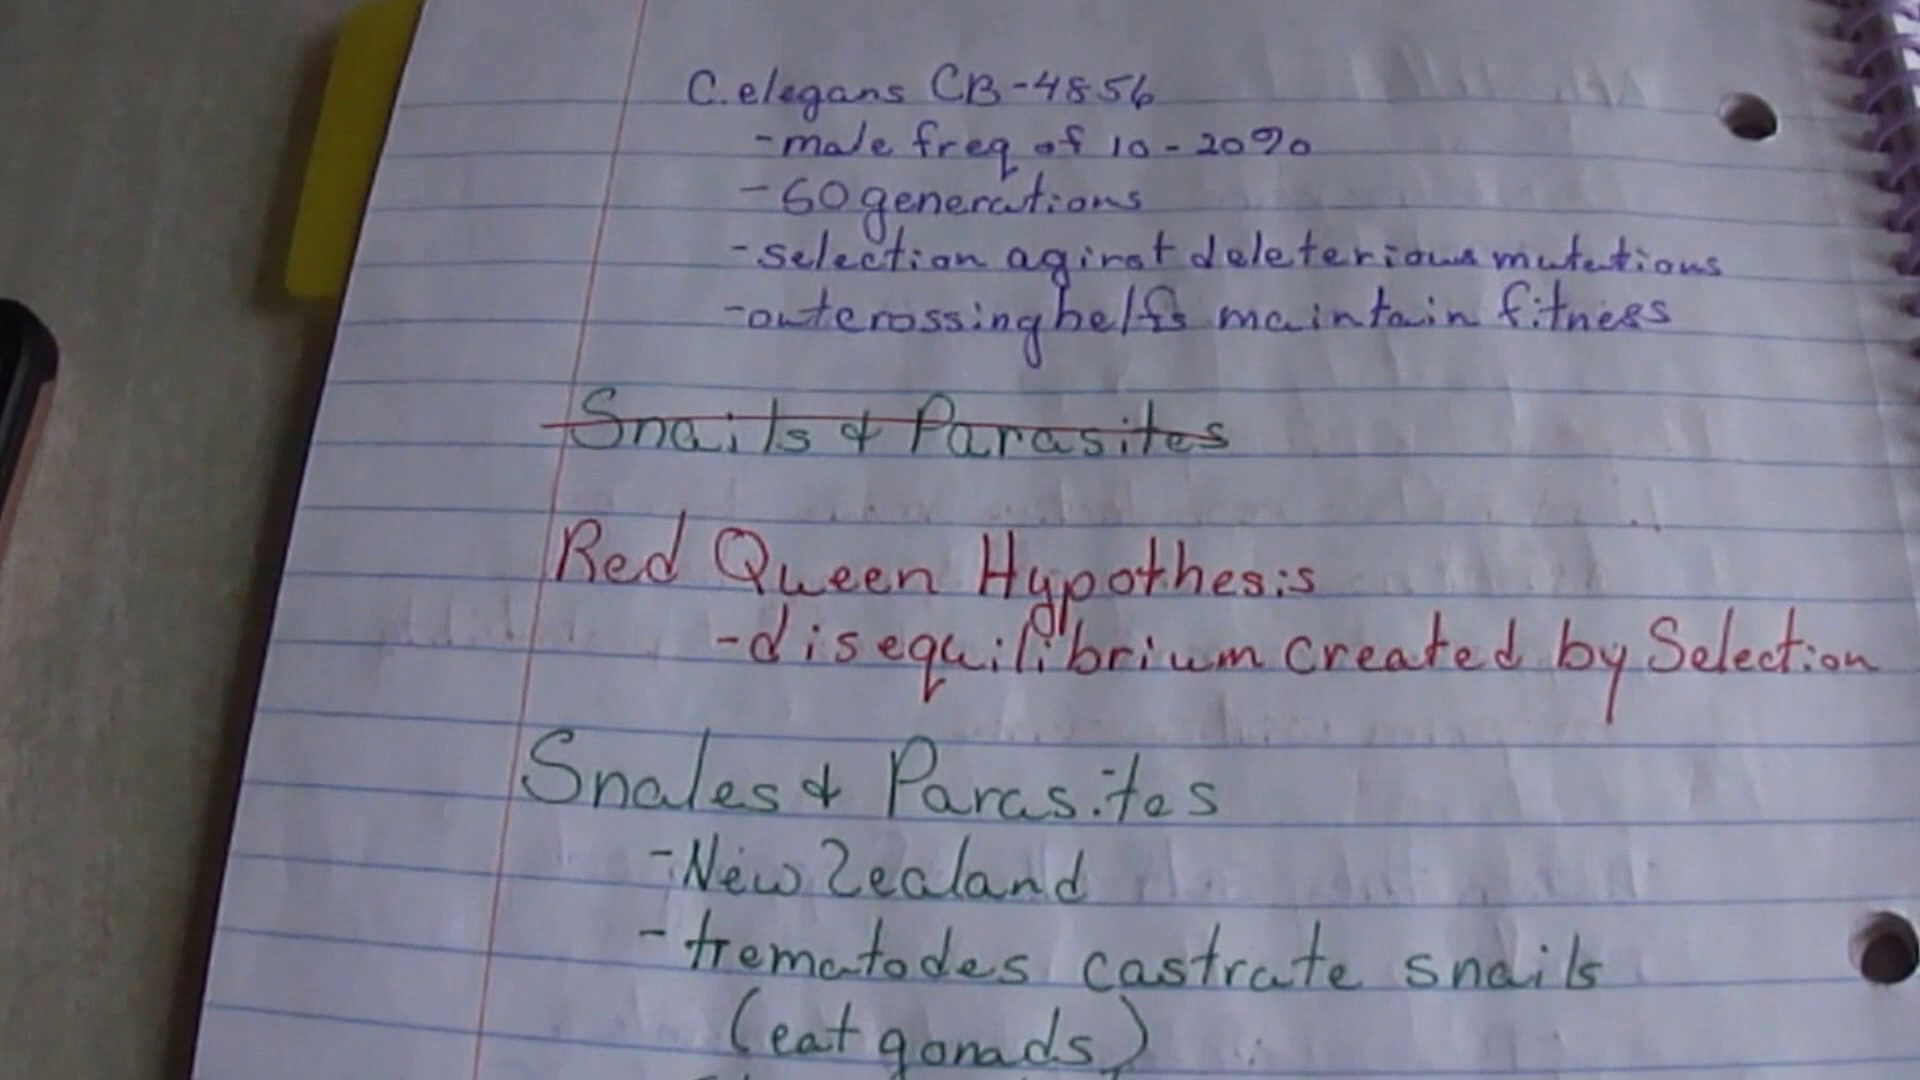 C. elegans CB-4856
-male freq of 10-20%
-60 generations
-selection aginst deleterious mutations
-outcrossing helps maintain fitness
Snails & Parasites
Red Queen Hypothesis
-disequilibrium created by Selection
Snales & Parasites
-New Zealand
-trematodes castrate snails
(eat gonads)